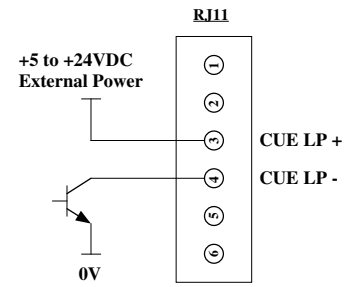 RJ11
+5 to +24VDC
External Power
1
2
3
CUE LP +
4
CUE LP -
5
6
0V